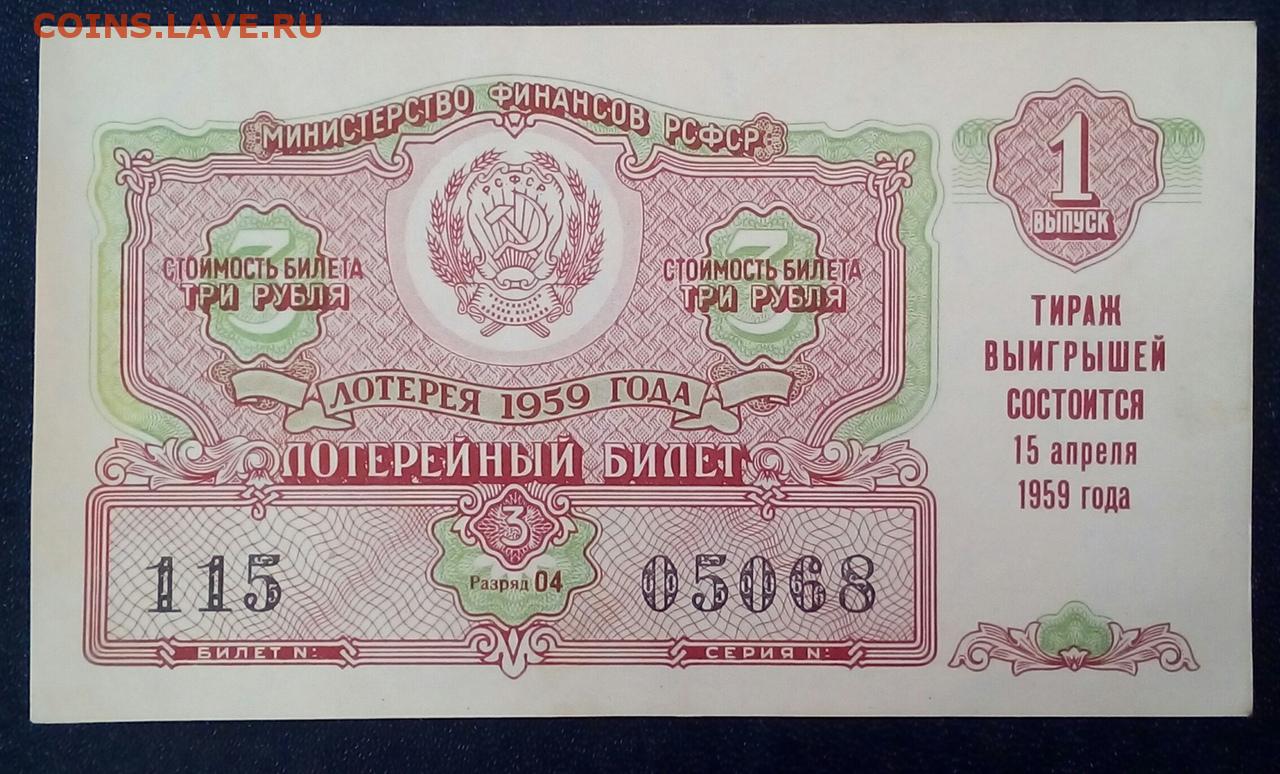 COINS.LAVE.RU
МИНИСТЕРСТВО ФИНАНСОВ РСФСР
РСФСР
3
СТОИМОСТЬ БИЛЕТА
ТРИ РУБЛЯ
3
СТОИМОСТЬ БИЛЕТА
ТРИ РУБЛЯ
ЛОТЕРЕЯ 1959 ГОДА
ЛОТЕРЕЙНЫЙ БИЛЕТ
3
115
Разряд 04
05068
БИЛЕТ №:
СЕРИЯ №:
1
ВЫПУСК
ТИРАЖ
ВЫИГРЫШЕЙ
СОСТОИТСЯ
15 апреля
1959 года